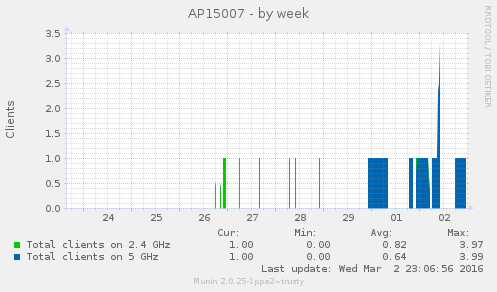 AP15007 - by week
RRDTOOL / TOBI OETIKER
Clients
3.5
3.0
2.5
2.0
1.5
1.0
0.5
0.0
24 25 26 27 28 29 01 02
Cur: Min: Avg: Max:
Total clients on 2.4 GHz 1.00 0.00 0.82 3.97
Total clients on 5 GHz 1.00 0.00 0.64 3.99
Last update: Wed Mar 2 23:06:56 2016
Munin 2.0.25-1ppa2~trusty